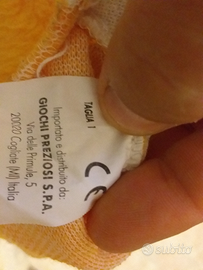 TAGLIA 1
Importato e distribuito da:
GIOCHI PREZIOSI S.P.A.
Via delle Primule, 5
20020 Cogliate (MI) Italia
CE
subito